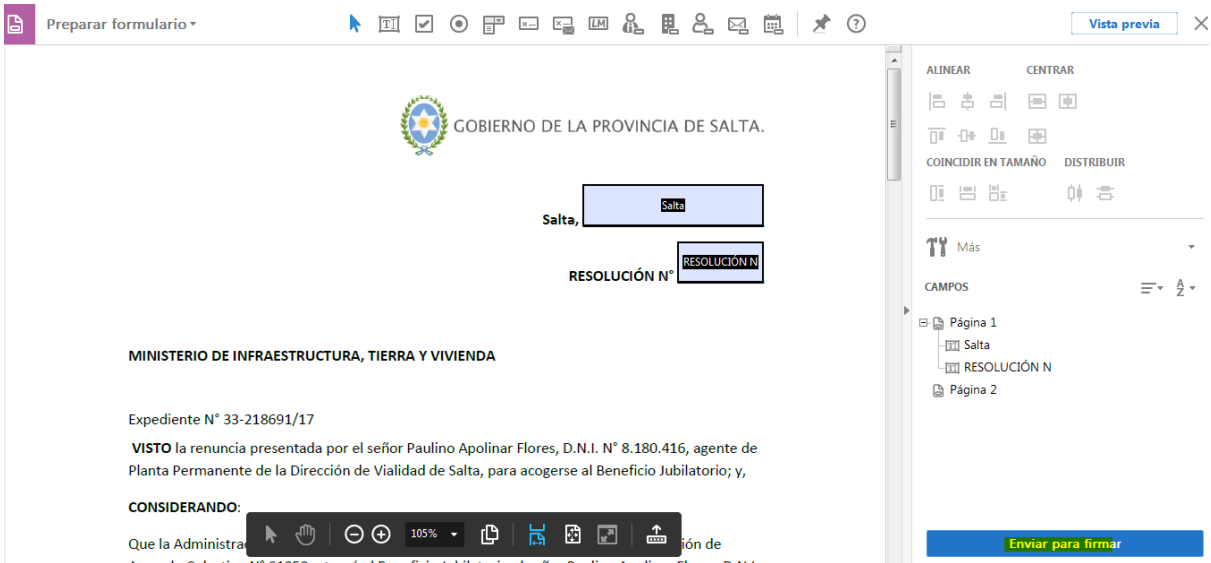 Preparar formulario
Vista previa
ALINEAR CENTRAR
COINCIDIR EN TAMAÑO DISTRIBUIR
Más
CAMPOS
Página 1
Salta
RESOLUCIÓN N
Página 2
Enviar para firmar
GOBIERNO DE LA PROVINCIA DE SALTA.
Salta, Salta
RESOLUCIÓN N° RESOLUCIÓN N
MINISTERIO DE INFRAESTRUCTURA, TIERRA Y VIVIENDA
Expediente N° 33-218691/17
VISTO la renuncia presentada por el señor Paulino Apolinar Flores, D.N.I. N° 8.180.416, agente de
Planta Permanente de la Dirección de Vialidad de Salta, para acogerse al Beneficio Jubilatorio; y,
CONSIDERANDO:
Que la Administrac ión de
105%